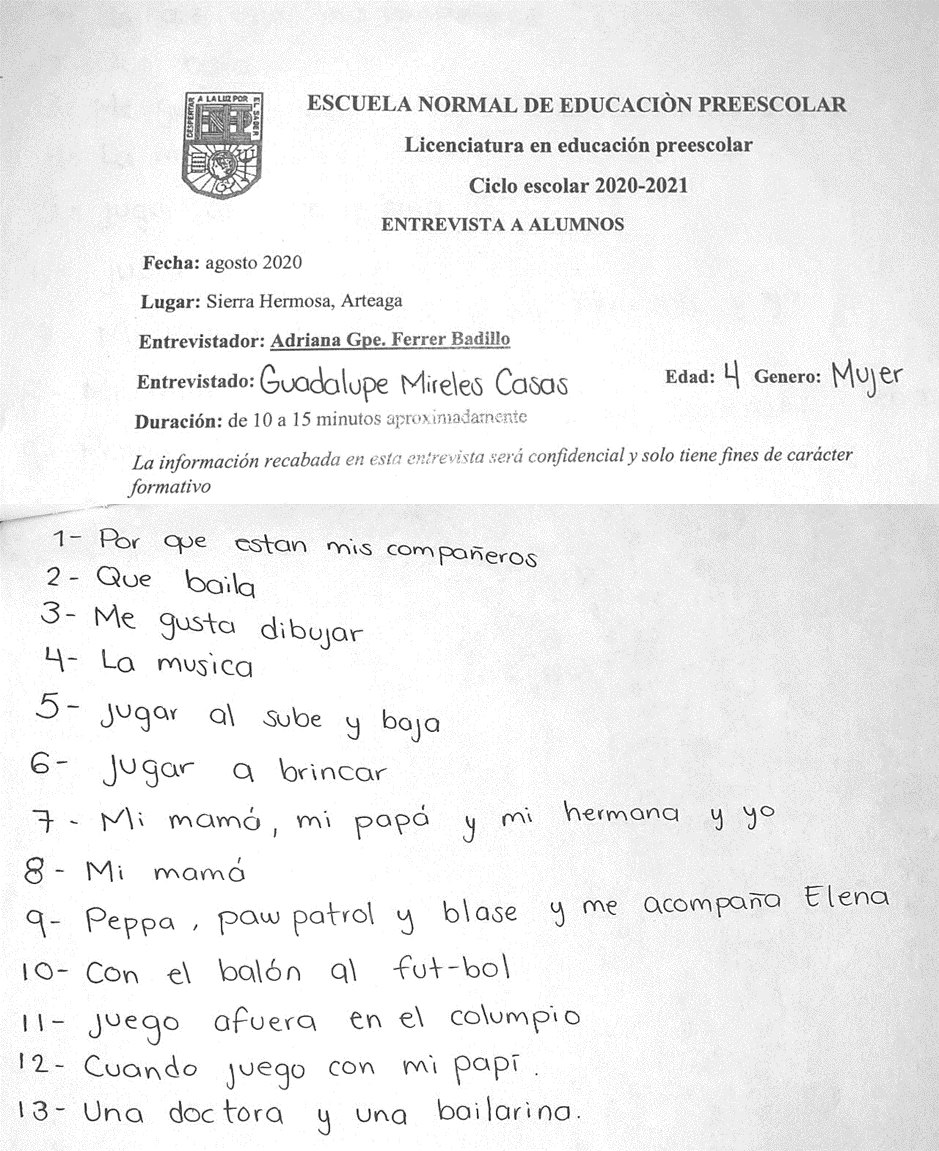 DESPERTAR A LA LUZ POR EL SABER
ESCUELA NORMAL DE EDUCACIÒN PREESCOLAR
Licenciatura en educación preescolar
Ciclo escolar 2020-2021
ENTREVISTA A ALUMNOS
Fecha: agosto 2020
Lugar: Sierra Hermosa, Arteaga
Entrevistador: Adriana Gpe. Ferrer Badillo
Entrevistado: Guadalupe Mireles Casas Edad: 4 Genero: Mujer
Duración: de 10 a 15 minutos aproximadamente
La información recabada en esta entrevista será confidencial y solo tiene fines de carácter
formativo
1- Por que estan mis compañeros
2- Que baila
3- Me gusta dibujar
4- La musica
5- jugar al sube y baja
6- Jugar a brincar
7- Mi mamá, mi papá y mi hermana y yo
8- Mi mamá
9- Peppa, paw patrol y blase y me acompaña Elena
10- Con el balón al fut-bol
11- juego afuera en el columpio
12- Cuando juego con mi papi.
13- Una doctora y una bailarina.